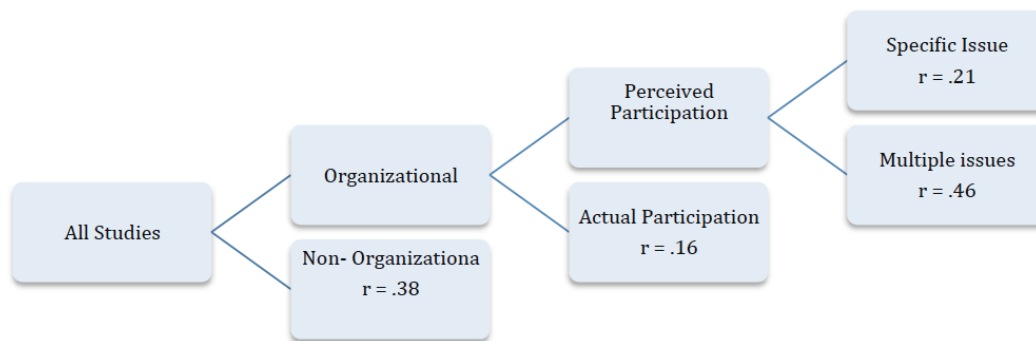 Specific Issue
r = .21
Perceived
Participation
Multiple issues
r = .46
Organizational
Actual Participation
r = .16
All Studies
Non- Organizationa
r = .38